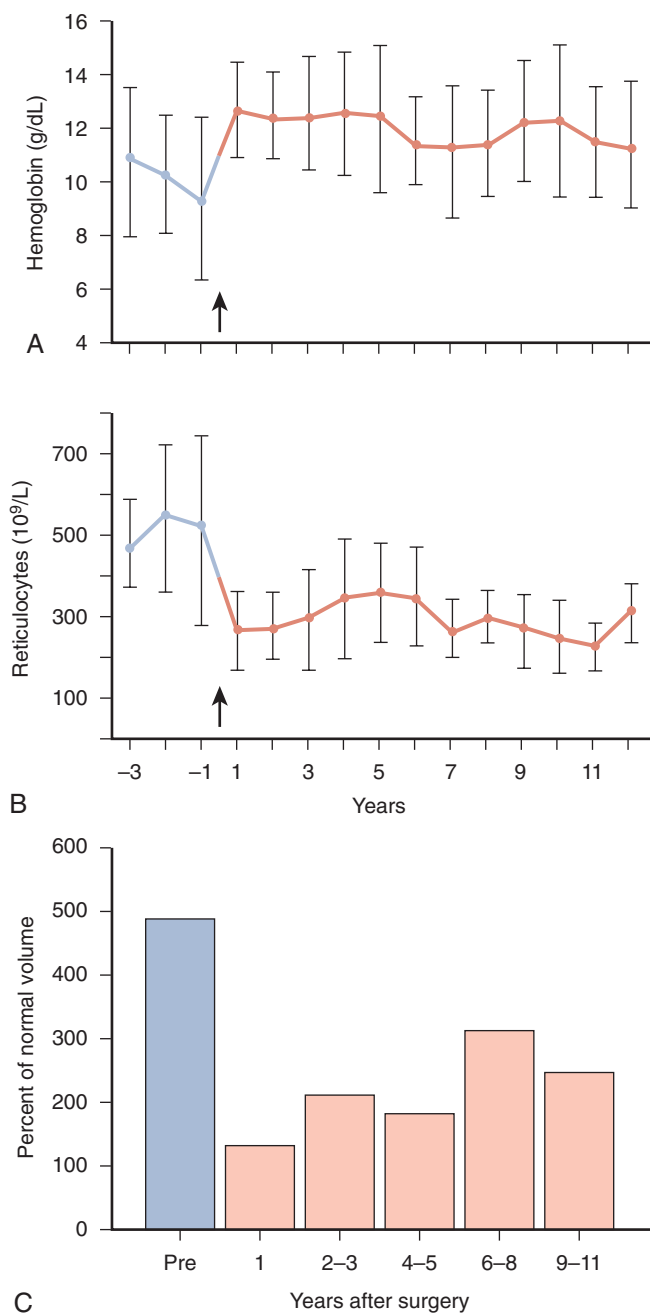 16
14
12
10
8
6
4
Hemoglobin (g/dL)
A
700
500
300
100
Reticulocytes (10⁹/L)
–3 –1 1 3 5 7 9 11
Years
B
600
500
400
300
200
100
0
Percent of normal volume
Pre 1 2–3 4–5 6–8 9–11
Years after surgery
C